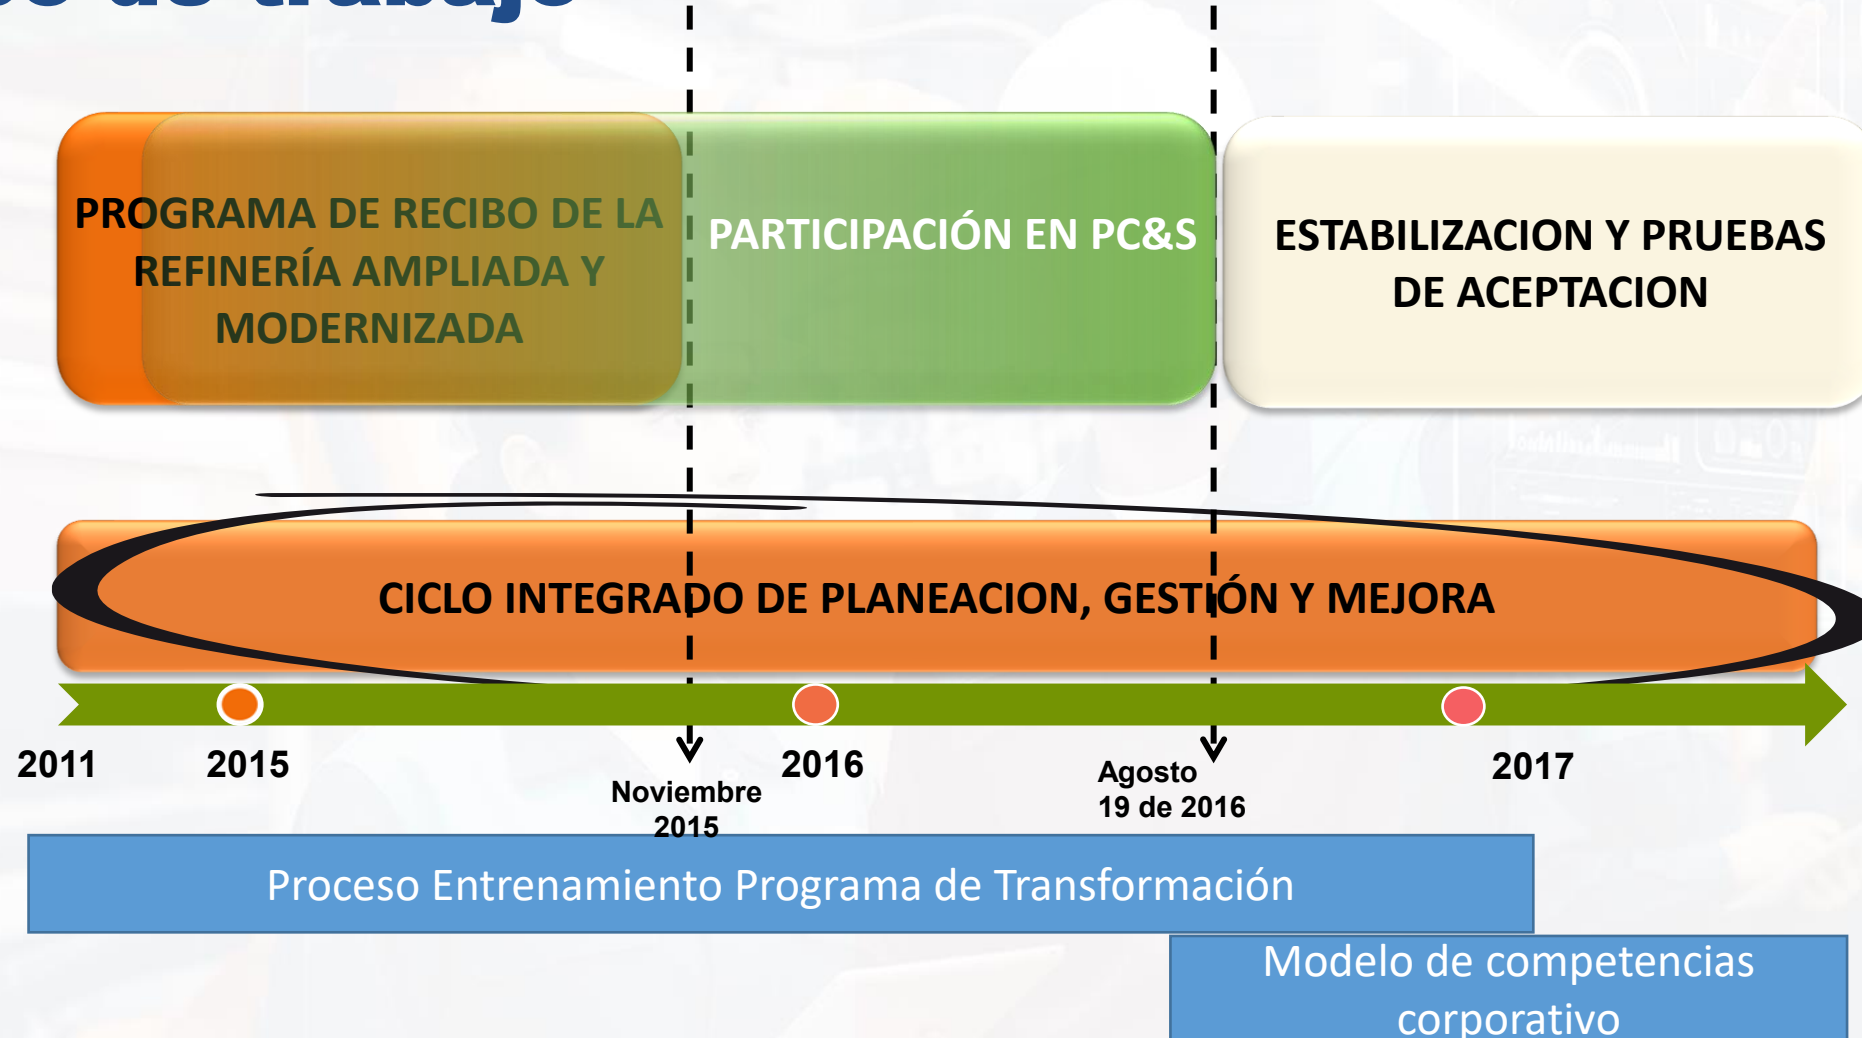 de trabajo
PROGRAMA DE RECIBO DE LA
REFINERÍA AMPLIADA Y
MODERNIZADA
PARTICIPACIÓN EN PC&S
ESTABILIZACION Y PRUEBAS
DE ACEPTACION
CICLO INTEGRADO DE PLANEACION, GESTIÓN Y MEJORA
2011
2015
Noviembre
2015
2016
Agosto
19 de 2016
2017
Proceso Entrenamiento Programa de Transformación
Modelo de competencias
corporativo